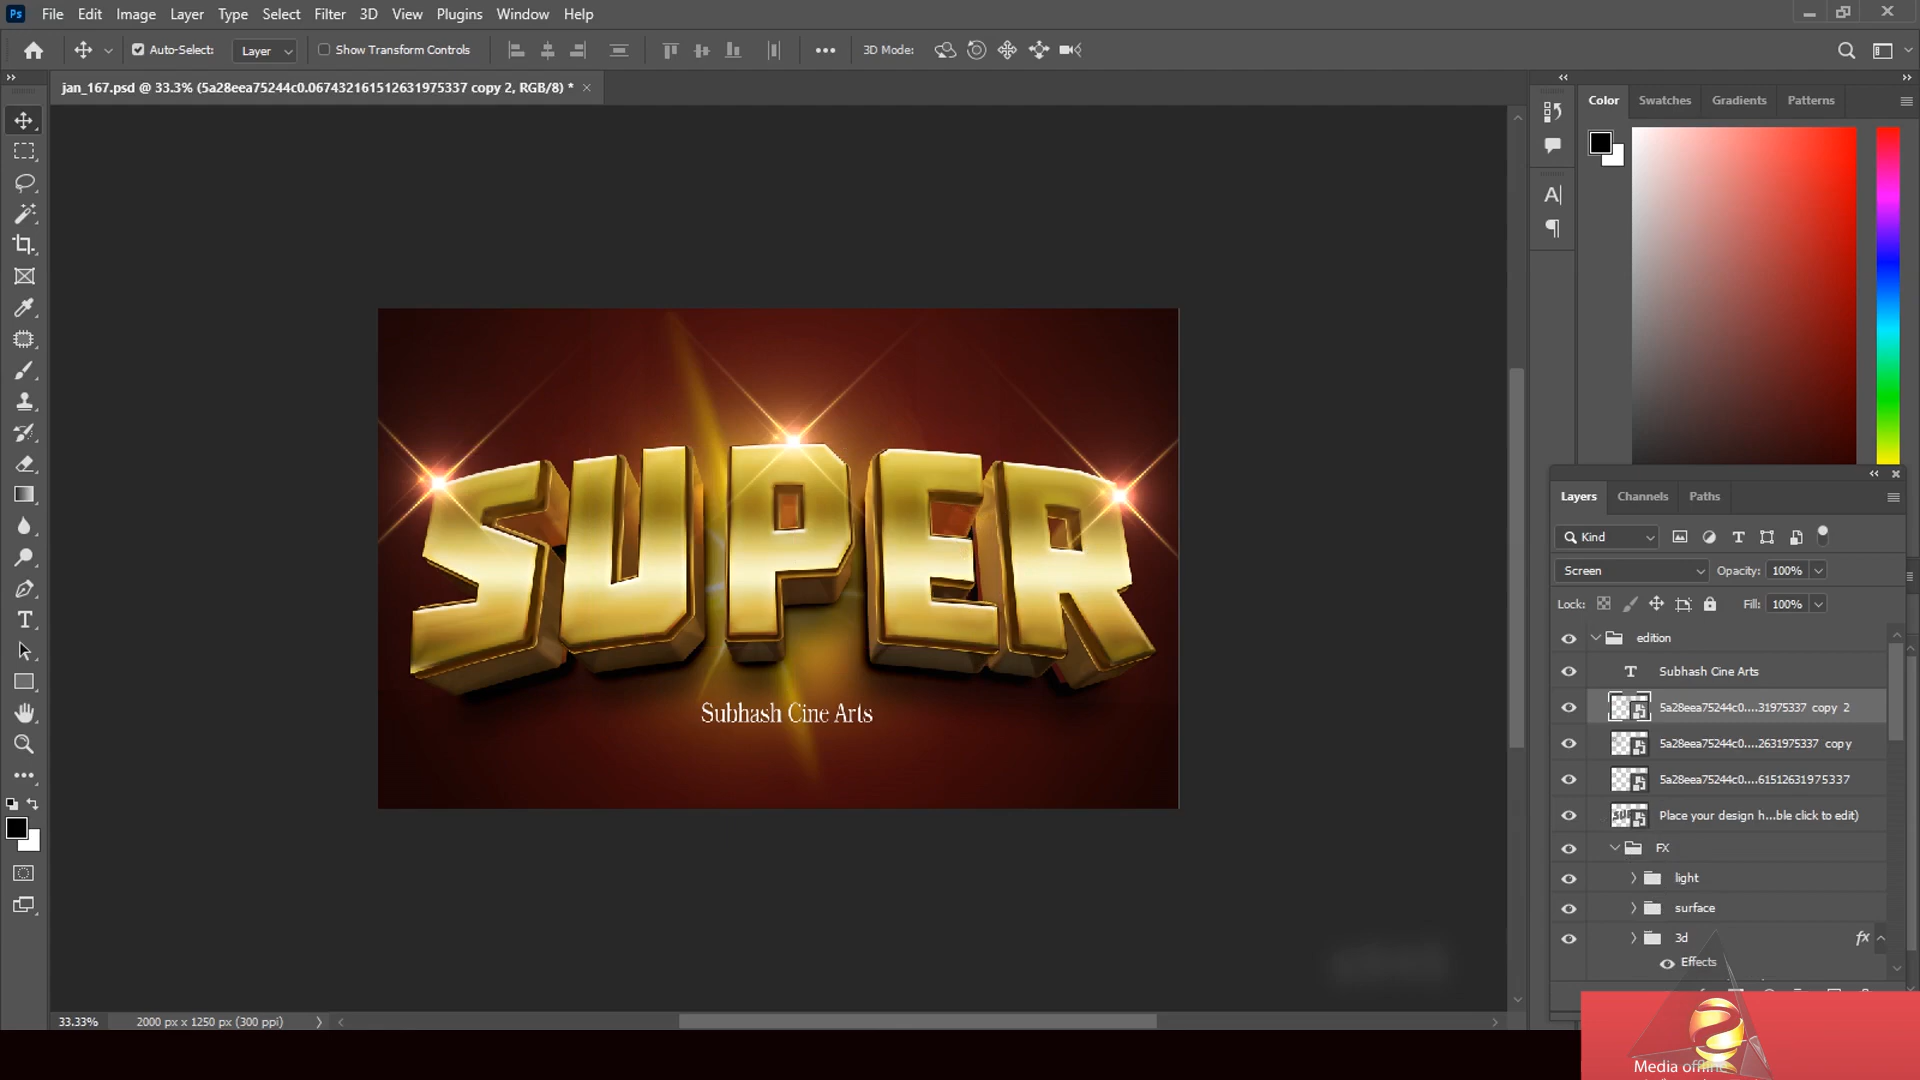 Ps File Edit Image Layer Type Select Filter 3D View Plugins Window Help
Auto-Select: Layer Show Transform Controls 3D Mode:
jan_167.psd @ 33.3% (5a28eea75244c0.067432161512631975337 copy 2, RGB/8) *
Color Swatches Gradients Patterns
SUPER
Subhash Cine Arts
Layers Channels Paths
Kind
Screen Opacity: 100%
Lock: Fill: 100%
edition
Subhash Cine Arts
5a28eea75244c0....31975337 copy 2
5a28eea75244c0....2631975337 copy
5a28eea75244c0....61512631975337
Place your design h...ble click to edit)
FX
light
surface
3d fx
Effects
33.33% 2000 px x 1250 px (300 ppi)
Media offline